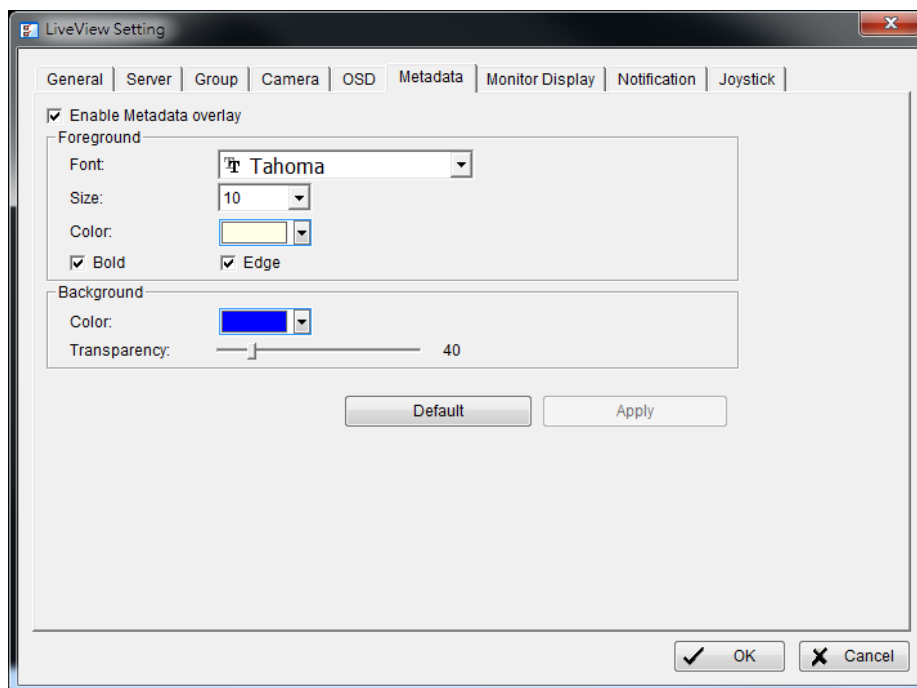 LiveView Setting
General Server Group Camera OSD Metadata Monitor Display Notification Joystick
Enable Metadata overlay
Foreground
Font: Tahoma
Size: 10
Color:
Bold Edge
Background
Color:
Transparency: 40
Default Apply
OK Cancel